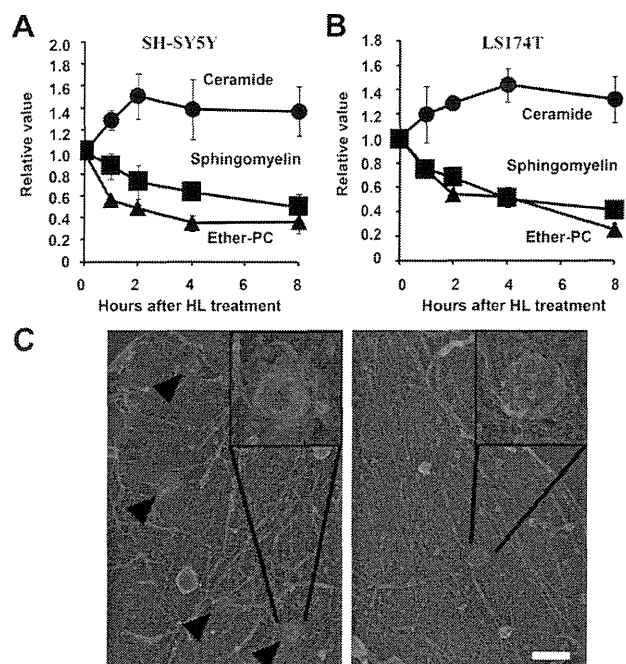 A
SH-SY5Y
2.0
1.8
1.6
1.4
1.2
1.0
0.8
0.6
0.4
0.2
0.0
Relative value
Ceramide
Sphingomyelin
Ether-PC
0
2
4
6
8
Hours after HL treatment
B
LS174T
1.8
1.6
1.4
1.2
1.0
0.8
0.6
0.4
0.2
0
Relative value
Ceramide
Sphingomyelin
Ether-PC
0
2
4
6
8
Hours after HL treatment
C